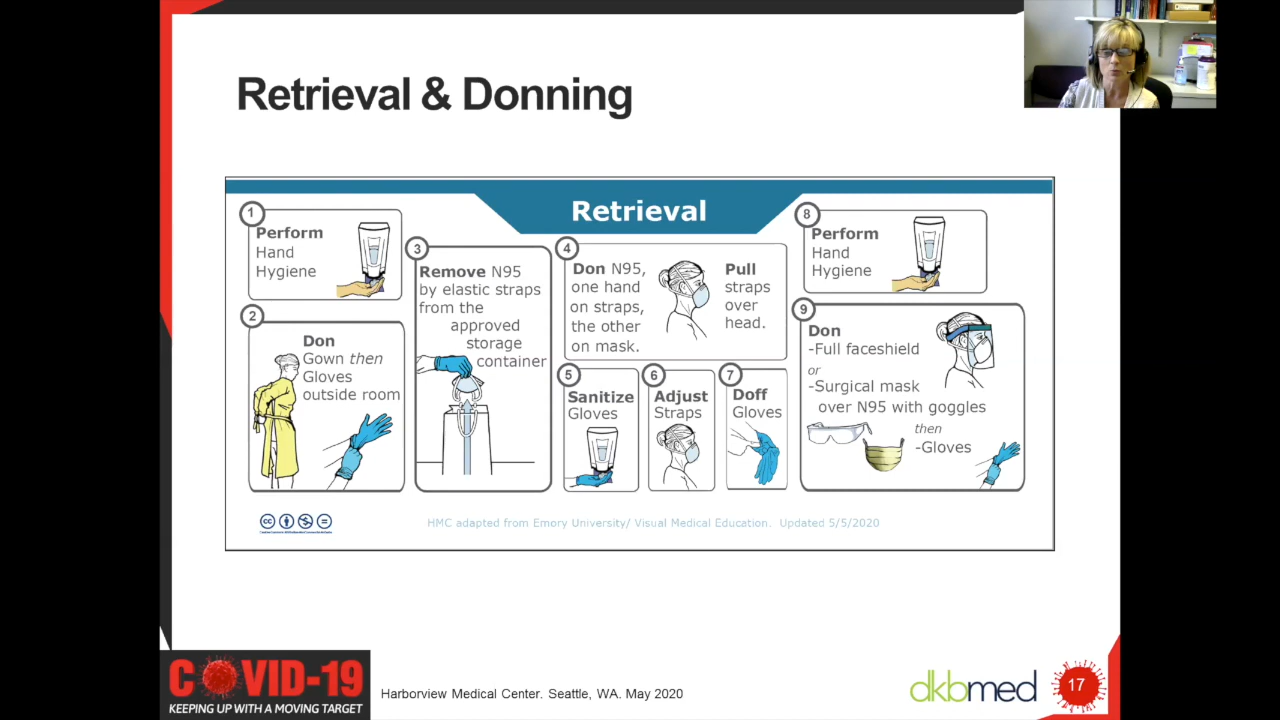 Retrieval & Donning
Retrieval
1
Perform
Hand
Hygiene
2
Don
Gown then
Gloves
outside room
3
Remove N95
by elastic straps
from the
approved
storage
container
4
Don N95,
one hand
on straps,
the other
on mask.
Pull
straps
over
head.
5
Sanitize
Gloves
6
Adjust
Straps
7
Doff
Gloves
8
Perform
Hand
Hygiene
9
Don
-Full faceshield
or
-Surgical mask
over N95 with goggles
then
-Gloves
cc
HMC adapted from Emory University/ Visual Medical Education. Updated 5/5/2020
COVID-19
KEEPING UP WITH A MOVING TARGET
Harborview Medical Center. Seattle, WA. May 2020
dkbmed
17